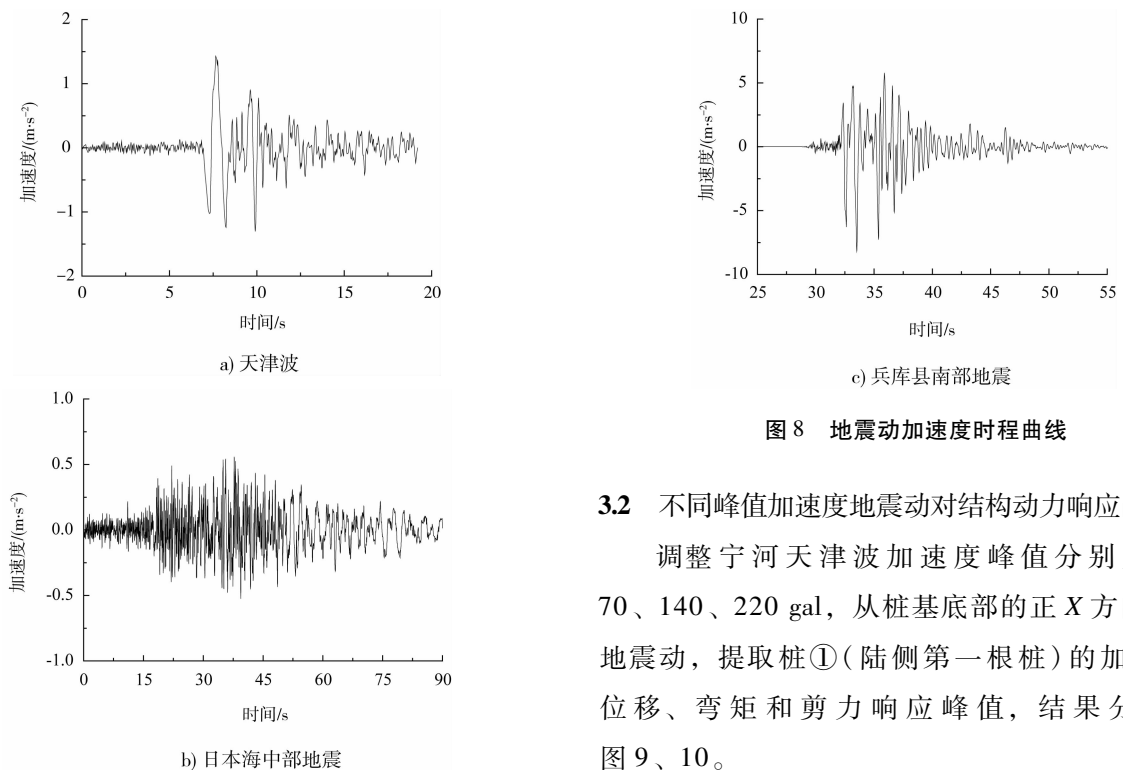 2
1
0
−1
−2
加速度/(m·s⁻²)
0 5 10 15 20
时间/s
a) 天津波
1.0
0.5
0.0
-0.5
-1.0
加速度/(m·s⁻²)
0 15 30 45 60 75 90
时间/s
b) 日本海中部地震
10
5
0
-5
-10
加速度/(m·s⁻²)
25 30 35 40 45 50 55
时间/s
c) 兵库县南部地震
图 8 地震动加速度时程曲线
3.2 不同峰值加速度地震动对结构动力响应
调整宁河天津波加速度峰值分别
70、140、220 gal，从桩基底部的正 X 方
地震动，提取桩①(陆侧第一根桩)的加
位移、弯矩和剪力响应峰值，结果分
图 9、10。